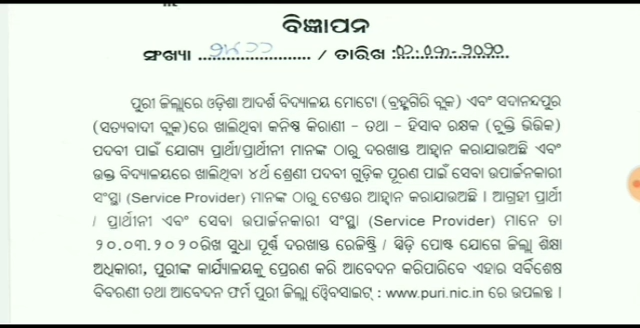 ବିଜ୍ଞାପନ
ସଂଖ୍ୟା ........................ / ତାରିଖ :.............୨୦୨୦
ପୁରୀ ଜିଲ୍ଲାରେ ଓଡ଼ିଶା ଆଦର୍ଶ ବିଦ୍ୟାଳୟ ମୋଟୋ (ବ୍ରହ୍ମଗିରି ବ୍ଲକ) ଏବଂ ସଦାନନ୍ଦପୁର
(ସତ୍ୟବାଦୀ ବ୍ଲକ)ରେ ଖାଲିଥିବା କନିଷ୍ଠ କିରାଣୀ - ତଥା - ହିସାବ ରକ୍ଷକ (ଚୁକ୍ତି ଭିତ୍ତିକ)
ପଦବୀ ପାଇଁ ଯୋଗ୍ୟ ପ୍ରାର୍ଥୀ/ପ୍ରାର୍ଥୀନୀ ମାନଙ୍କ ଠାରୁ ଦରଖାସ୍ତ ଆହ୍ୱାନ କରାଯାଉଅଛି ଏବଂ
ଉକ୍ତ ବିଦ୍ୟାଳୟରେ ଖାଲିଥିବା ୪ର୍ଥ ଶ୍ରେଣୀ ପଦବୀ ଗୁଡ଼ିକ ପୂରଣ ପାଇଁ ସେବା ଉପାର୍ଜନକାରୀ
ସଂସ୍ଥା (Service Provider) ମାନଙ୍କ ଠାରୁ ଟେଣ୍ଡର ଆହ୍ୱାନ କରାଯାଉଅଛି । ଆଗ୍ରହୀ ପ୍ରାର୍ଥୀ
/ ପ୍ରାର୍ଥୀନୀ ଏବଂ ସେବା ଉପାର୍ଜନକାରୀ ସଂସ୍ଥା (Service Provider) ମାନେ ତା
୨୦.୦୩.୨୦୨୦ରିଖ ସୁଧା ପୂର୍ଣ୍ଣ ଦରଖାସ୍ତ ରେଜିଷ୍ଟ୍ରି / ସ୍ପିଡ଼ି ପୋଷ୍ଟ ଯୋଗେ ଜିଲ୍ଲା ଶିକ୍ଷା
ଅଧିକାରୀ, ପୁରୀଙ୍କ କାର୍ଯ୍ୟାଳୟକୁ ପ୍ରେରଣ କରି ଆବେଦନ କରିପାରିବେ ଏହାର ସର୍ବିଶେଷ
ବିବରଣୀ ତଥା ଆବେଦନ ଫର୍ମ ପୁରୀ ଜିଲ୍ଲା ୱେବସାଇଟ୍ : www.puri.nic.in ରେ ଉପଲବ୍ଧ ।